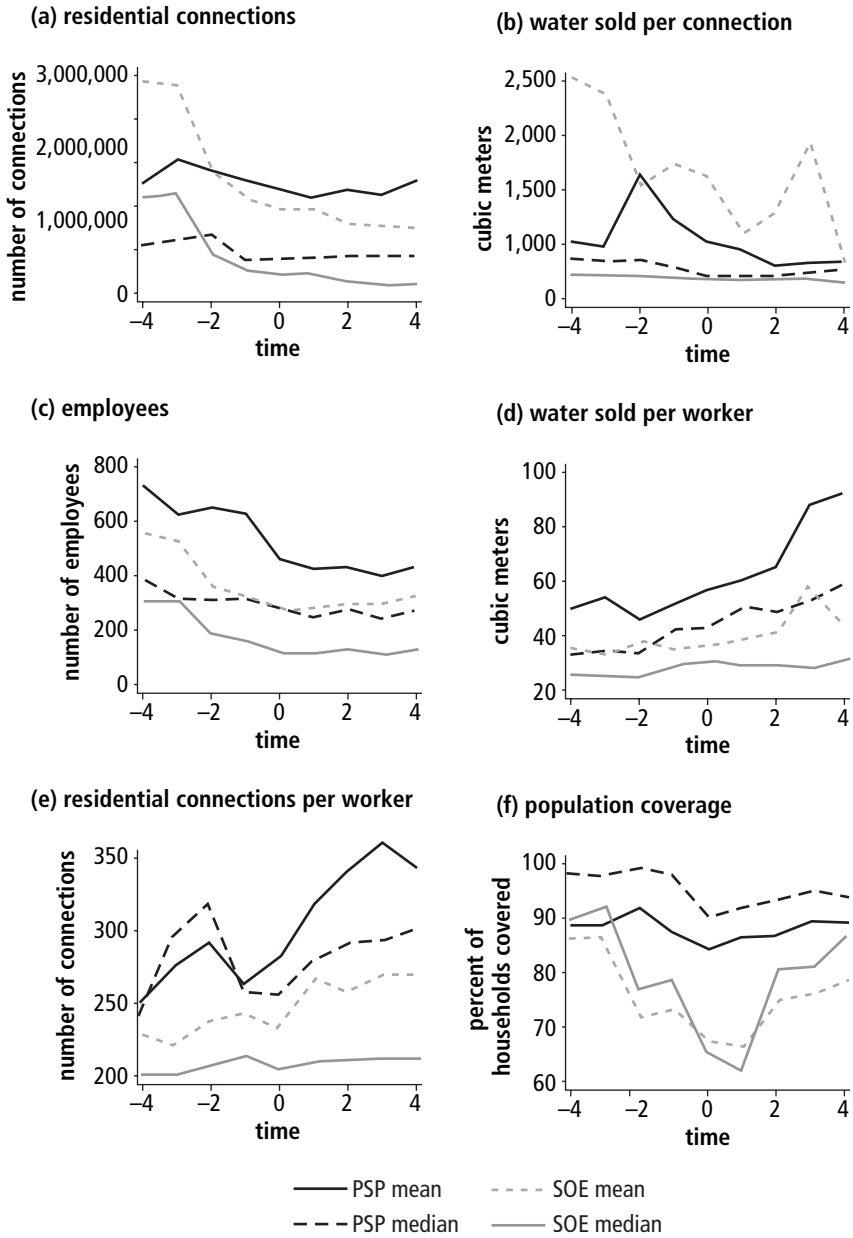 (a) residential connections
number of connections
3,000,000
2,000,000
1,000,000
0
–4 –2 0 2 4
time
(b) water sold per connection
cubic meters
2,500
2,000
1,500
1,000
0
–4 –2 0 2 4
time
(c) employees
number of employees
800
600
400
200
0
–4 –2 0 2 4
time
(d) water sold per worker
cubic meters
100
80
60
40
20
–4 –2 0 2 4
time
(e) residential connections per worker
number of connections
350
300
250
200
–4 –2 0 2 4
time
(f) population coverage
percent of
households covered
100
90
80
70
60
–4 –2 0 2 4
time
PSP mean SOE mean
PSP median SOE median